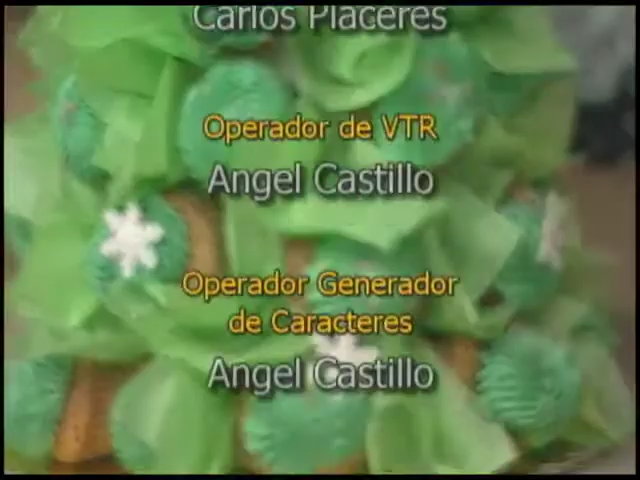 Carlos Placeres
Operador de VTR
Angel Castillo
Operador Generador
de Caracteres
Angel Castillo